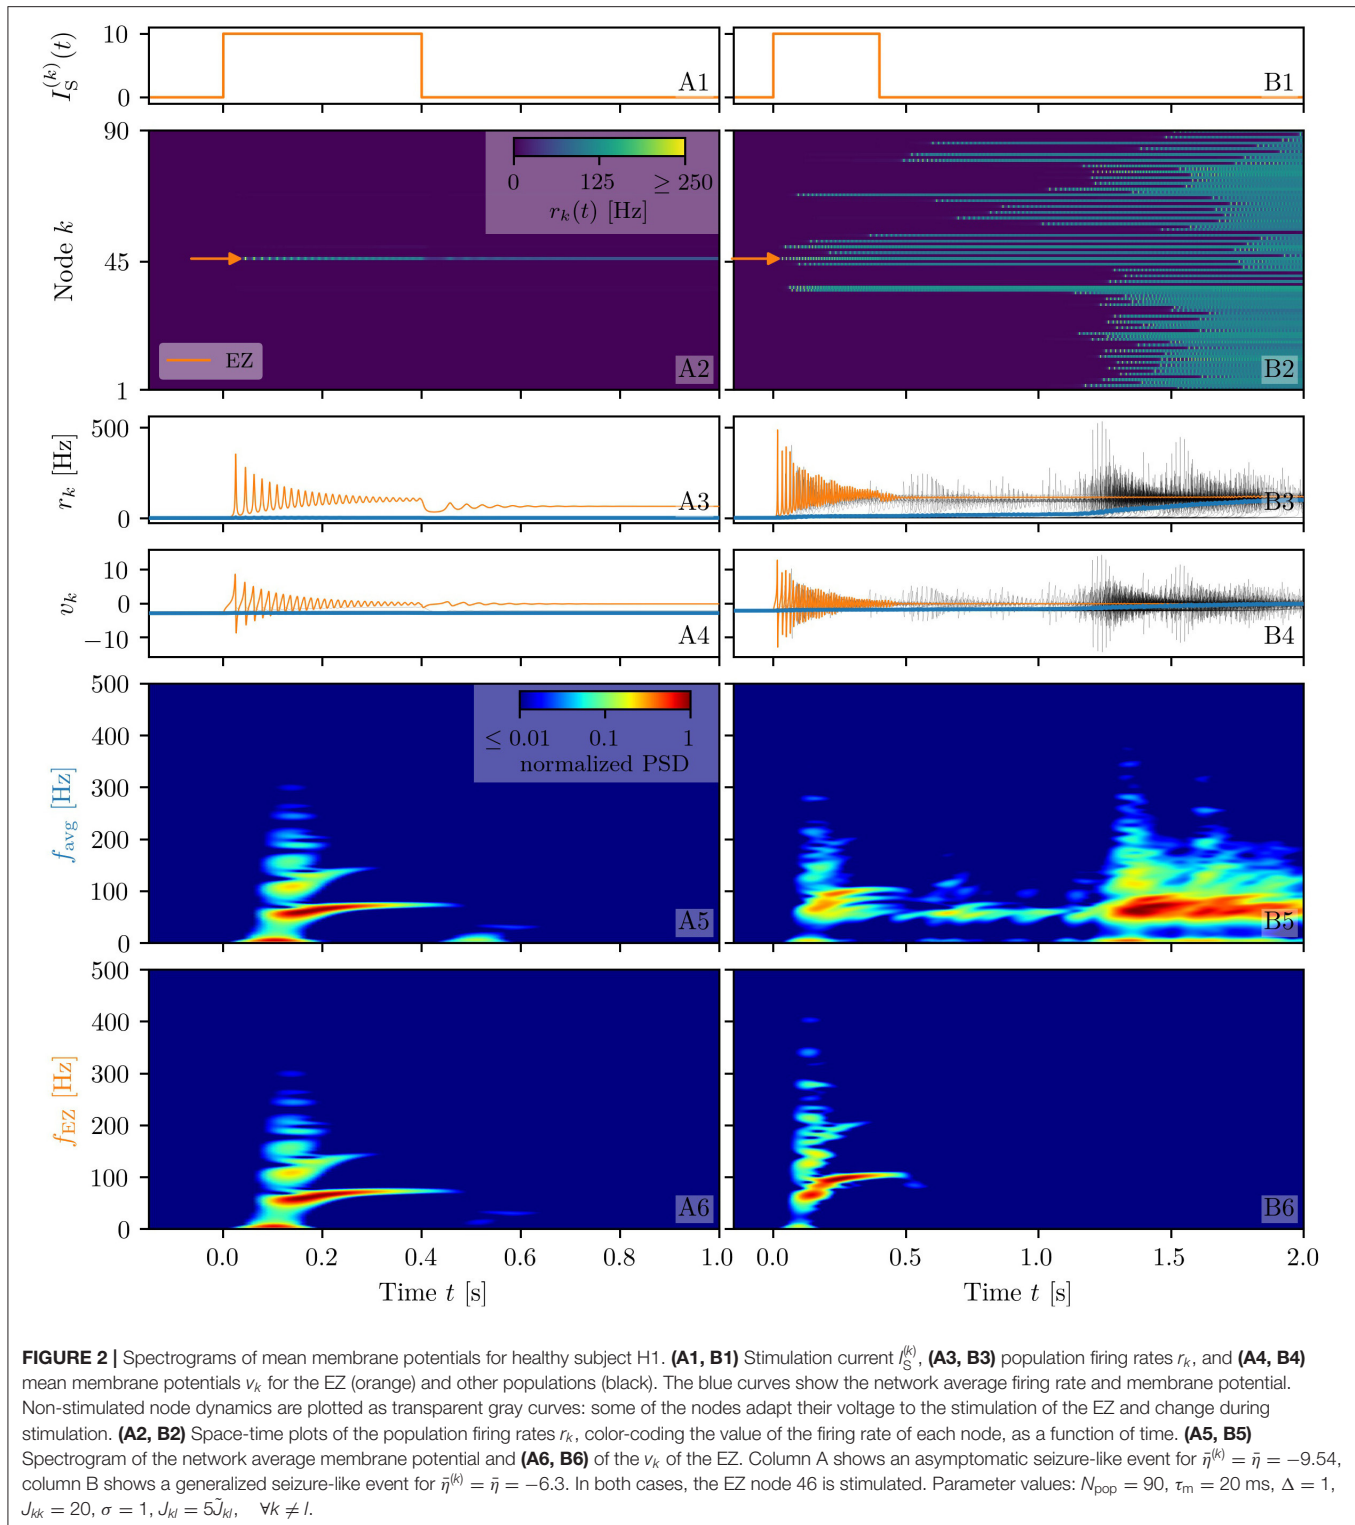 I_S^(k)(t)
10
0
A1
B1
Node k
90
45
1
0 125 ≥ 250
r_k(t) [Hz]
EZ
A2
B2
r_k [Hz]
500
0
A3
B3
v_k
10
0
−10
A4
B4
f_avg [Hz]
500
400
300
200
100
0
≤ 0.01 0.1 1
normalized PSD
A5
B5
f_EZ [Hz]
500
400
300
200
100
0
A6
B6
0.0 0.2 0.4 0.6 0.8 1.0
0.0 0.5 1.0 1.5 2.0
Time t [s]
Time t [s]
FIGURE 2 | Spectrograms of mean membrane potentials for healthy subject H1. (A1, B1) Stimulation current I_S^(k), (A3, B3) population firing rates r_k, and (A4, B4)
mean membrane potentials v_k for the EZ (orange) and other populations (black). The blue curves show the network average firing rate and membrane potential.
Non-stimulated node dynamics are plotted as transparent gray curves: some of the nodes adapt their voltage to the stimulation of the EZ and change during
stimulation. (A2, B2) Space-time plots of the population firing rates r_k, color-coding the value of the firing rate of each node, as a function of time. (A5, B5)
Spectrogram of the network average membrane potential and (A6, B6) of the v_k of the EZ. Column A shows an asymptomatic seizure-like event for η̄^(k) = η̄ = −9.54,
column B shows a generalized seizure-like event for η̄^(k) = η̄ = −6.3. In both cases, the EZ node 46 is stimulated. Parameter values: N_pop = 90, τ_m = 20 ms, Δ = 1,
J_kk = 20, σ = 1, J_kl = 5J̃_kl, ∀k ≠ l.